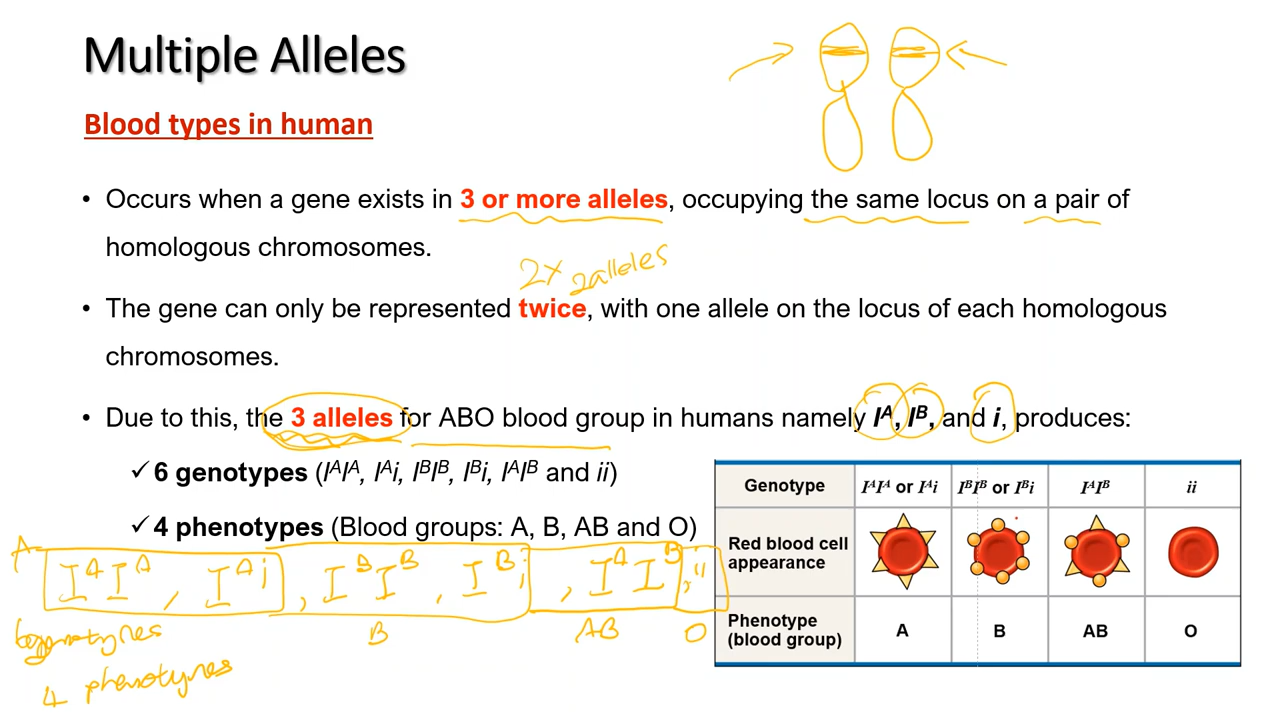 Multiple Alleles
Blood types in human
• Occurs when a gene exists in 3 or more alleles, occupying the same locus on a pair of
homologous chromosomes.
2x 2 alleles
• The gene can only be represented twice, with one allele on the locus of each homologous
chromosomes.
• Due to this, the 3 alleles for ABO blood group in humans namely Iᴬ, Iᴮ, and i, produces:
✓ 6 genotypes (IᴬIᴬ, Iᴬi, IᴮIᴮ, Iᴮi, IᴬIᴮ and ii)
✓ 4 phenotypes (Blood groups: A, B, AB and O)
A
IᴬIᴬ, Iᴬi, IᴮIᴮ, Iᴮi, IᴬIᴮ, ii
B AB O
4 phenotypes
Genotype IᴬIᴬ or Iᴬi IᴮIᴮ or Iᴮi IᴬIᴮ ii
Red blood cell
appearance
Phenotype
(blood group) A B AB O